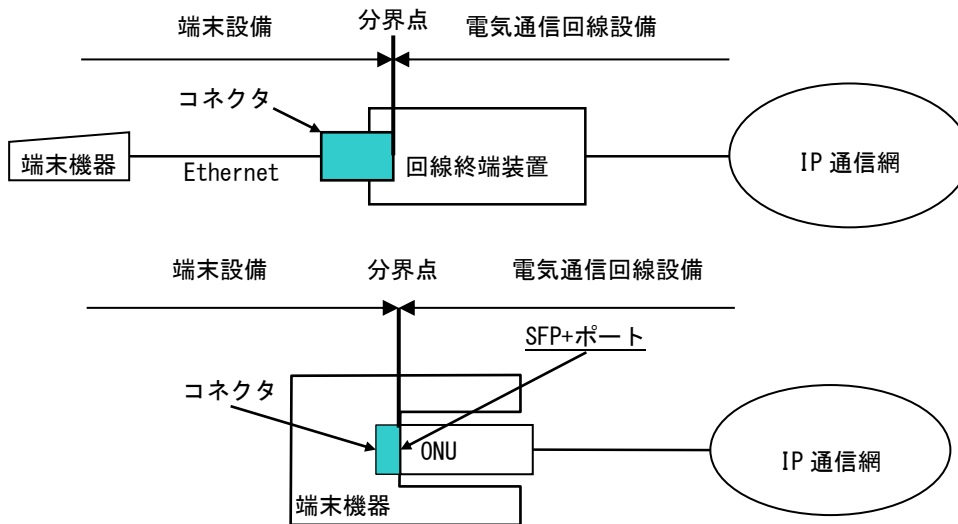 端末設備
分界点
電気通信回線設備
コネクタ
端末機器
Ethernet
回線終端装置
IP 通信網
端末設備
分界点
電気通信回線設備
SFP+ポート
コネクタ
ONU
IP 通信網
端末機器